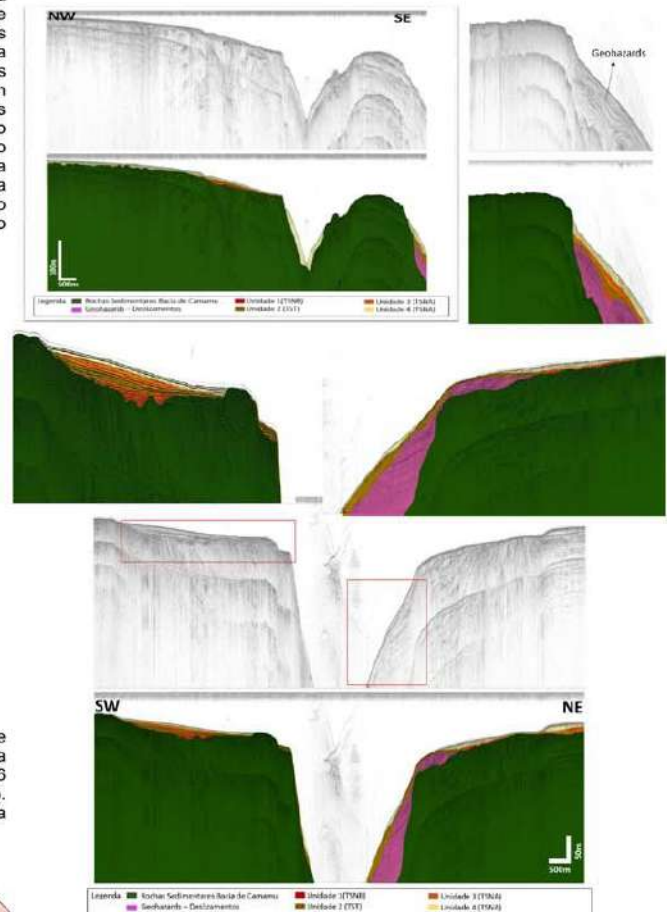 NW
SE
Geohazards
500m
Legenda Rochas Sedimentares Bacia de Camamu Unidade 1(TSNB) Unidade 3 (TSNA)
Geohazards – Deslizamentos Unidade 2 (TST) Unidade 4 (TSNA)
SW
NE
50m
500m
Legenda Rochas Sedimentares Bacia de Camamu Unidade 1(TSNB) Unidade 3 (TSNA)
Geohazards – Deslizamentos Unidade 2 (TST) Unidade 4 (TSNA)